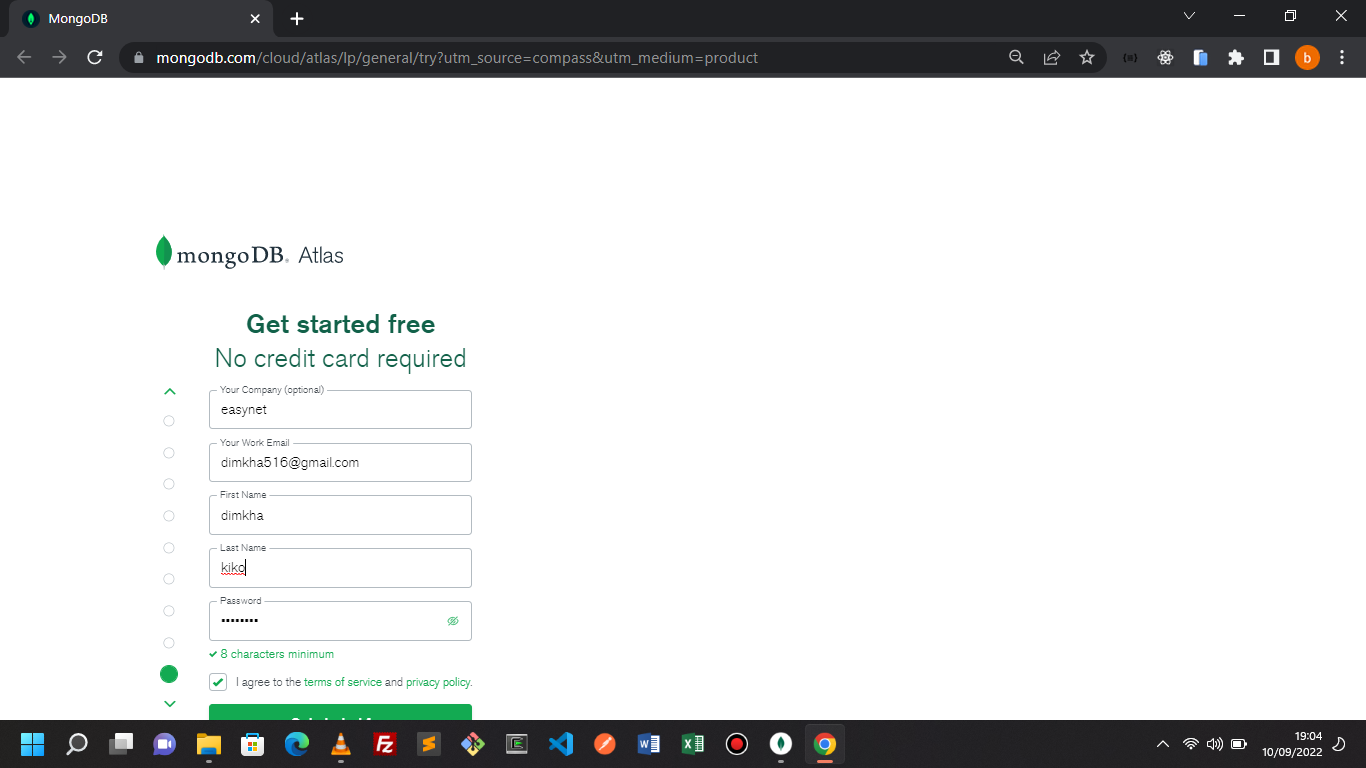 MongoDB
mongodb.com/cloud/atlas/lp/general/try?utm_source=compass&utm_medium=product
b
mongoDB. Atlas
Get started free
No credit card required
Your Company (optional)
easynet
Your Work Email
dimkha516@gmail.com
First Name
dimkha
Last Name
kiko
Password
••••••••
8 characters minimum
I agree to the terms of service and privacy policy.
19:04
10/09/2022